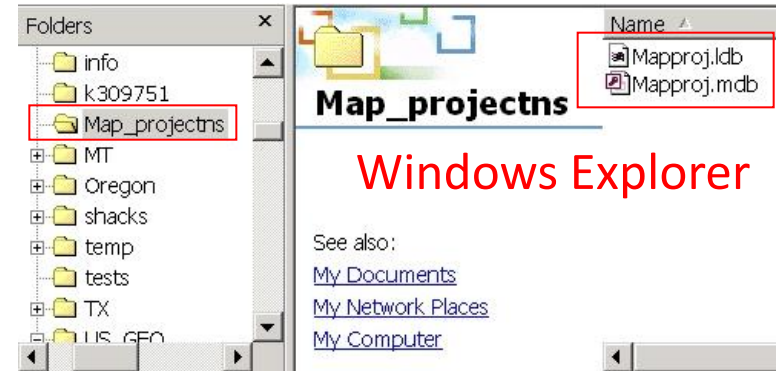 Folders
info
k309751
Map_projectns
MT
Oregon
shacks
temp
tests
TX
US_GEO
Map_projectns
Windows Explorer
See also:
My Documents
My Network Places
My Computer
Name
Mapproj.ldb
Mapproj.mdb